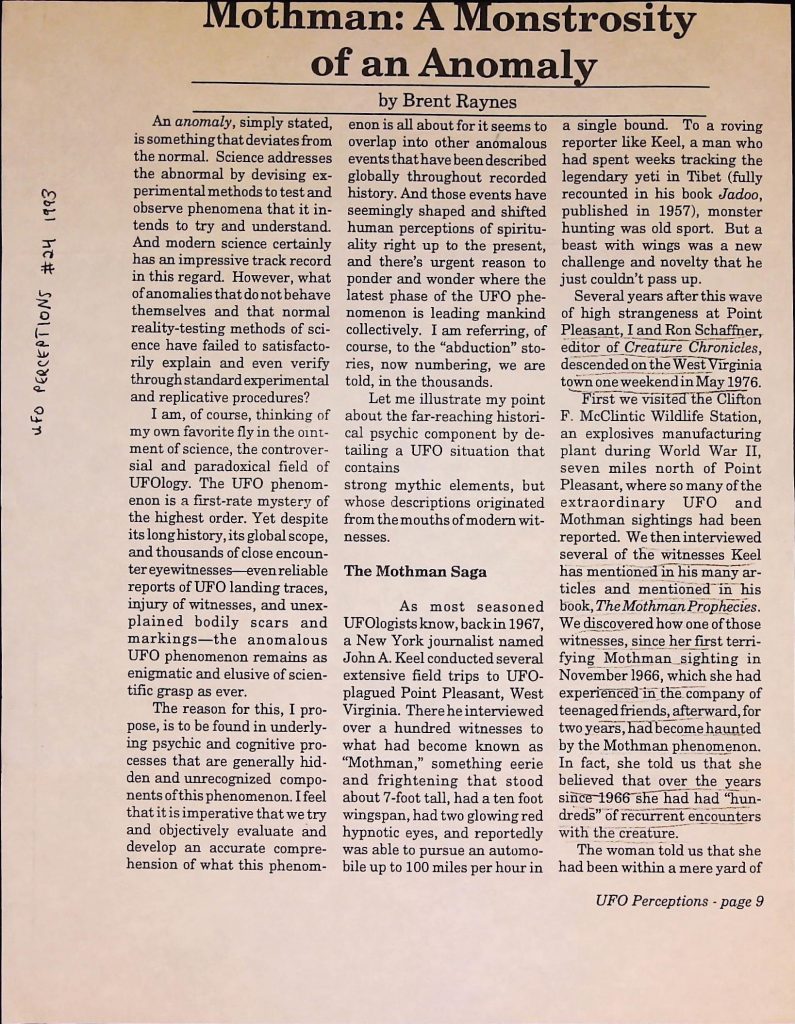 Mothman: A Monstrosity
of an Anomaly
by Brent Raynes
An anomaly, simply stated,
is something that deviates from
the normal. Science addresses
the abnormal by devising ex-
perimental methods to test and
observe phenomena that it in-
tends to try and understand.
And modern science certainly
has an impressive track record
in this regard. However, what
of anomalies that do not behave
themselves and that normal
reality-testing methods of sci-
ence have failed to satisfacto-
rily explain and even verify
through standard experimental
and replicative procedures?
I am, of course, thinking of
my own favorite fly in the oint-
ment of science, the controver-
sial and paradoxical field of
UFOlogy. The UFO phenom-
enon is a first-rate mystery of
the highest order. Yet despite
its long history, its global scope,
and thousands of close encoun-
ter eyewitnesses—even reliable
reports of UFO landing traces,
injury of witnesses, and unex-
plained bodily scars and
markings—the anomalous
UFO phenomenon remains as
enigmatic and elusive of scien-
tific grasp as ever.
The reason for this, I pro-
pose, is to be found in underly-
ing psychic and cognitive pro-
cesses that are generally hid-
den and unrecognized compo-
nents of this phenomenon. I feel
that it is imperative that we try
and objectively evaluate and
develop an accurate compre-
hension of what this phenom-
enon is all about for it seems to
overlap into other anomalous
events that have been described
globally throughout recorded
history. And those events have
seemingly shaped and shifted
human perceptions of spiritu-
ality right up to the present,
and there's urgent reason to
ponder and wonder where the
latest phase of the UFO phe-
nomenon is leading mankind
collectively. I am referring, of
course, to the "abduction" sto-
ries, now numbering, we are
told, in the thousands.
Let me illustrate my point
about the far-reaching histori-
cal psychic component by de-
tailing a UFO situation that
contains
strong mythic elements, but
whose descriptions originated
from the mouths of modern wit-
nesses.
The Mothman Saga
As most seasoned
UFOlogists know, back in 1967,
a New York journalist named
John A. Keel conducted several
extensive field trips to UFO-
plagued Point Pleasant, West
Virginia. There he interviewed
over a hundred witnesses to
what had become known as
"Mothman," something eerie
and frightening that stood
about 7-foot tall, had a ten foot
wingspan, had two glowing red
hypnotic eyes, and reportedly
was able to pursue an automo-
bile up to 100 miles per hour in
a single bound. To a roving
reporter like Keel, a man who
had spent weeks tracking the
legendary yeti in Tibet (fully
recounted in his book Jadoo,
published in 1957), monster
hunting was old sport. But a
beast with wings was a new
challenge and novelty that he
just couldn't pass up.
Several years after this wave
of high strangeness at Point
Pleasant, I and Ron Schaffner,
editor of Creature Chronicles,
descended on the West Virginia
town one weekend in May 1976.
First we visited the Clifton
F. McClintic Wildlife Station,
an explosives manufacturing
plant during World War II,
seven miles north of Point
Pleasant, where so many of the
extraordinary UFO and
Mothman sightings had been
reported. We then interviewed
several of the witnesses Keel
has mentioned in his many ar-
ticles and mentioned in his
book, The Mothman Prophecies.
We discovered how one of those
witnesses, since her first terri-
fying Mothman sighting in
November 1966, which she had
experienced in the company of
teenaged friends, afterward, for
two years, had become haunted
by the Mothman phenomenon.
In fact, she told us that she
believed that over the years
since 1966 she had had "hun-
dreds" of recurrent encounters
with the creature.
The woman told us that she
had been within a mere yard of
UFO Perceptions - page 9
UFO PERCEPTIONS #24 1993